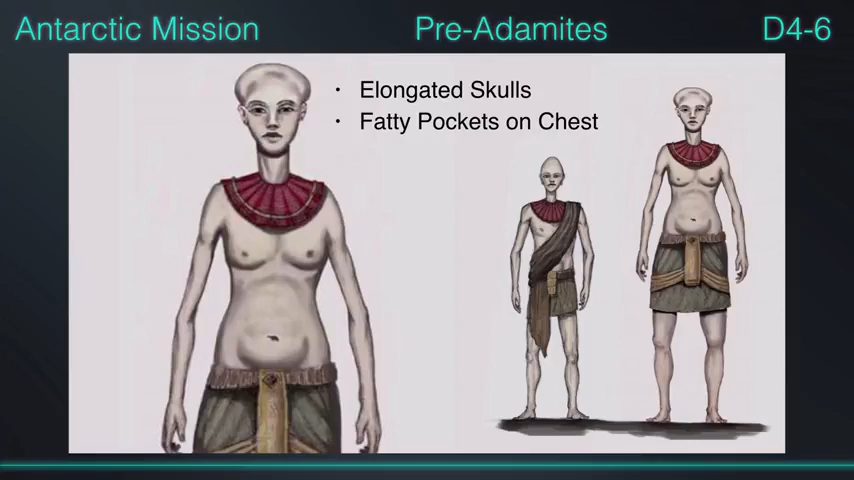 Antarctic Mission
Pre-Adamites
D4-6
• Elongated Skulls
• Fatty Pockets on Chest